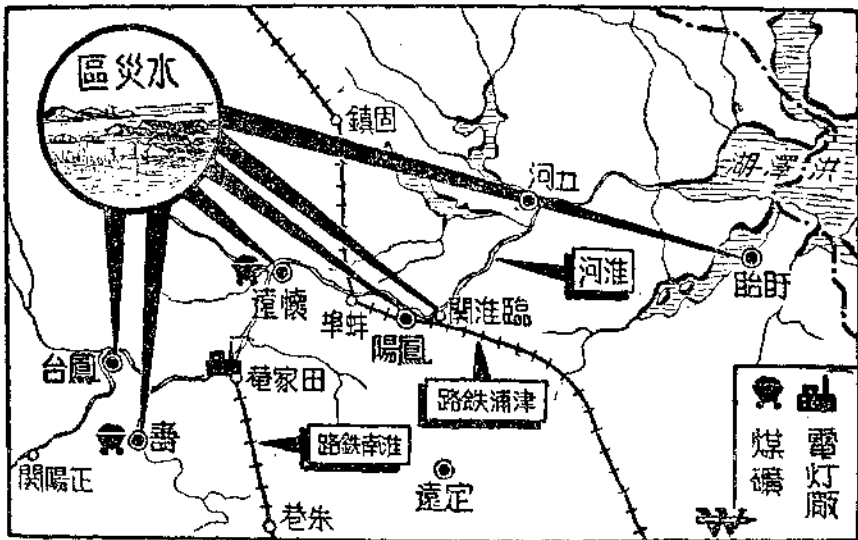 水災區
固鎮
五河
洪澤湖
盱眙
淮河
懷遠
蚌埠
鳳陽
臨淮関
鳳台
田家菴
津浦鉄路
壽
淮南鉄路
正陽関
定遠
朱巷
電灯廠
煤礦